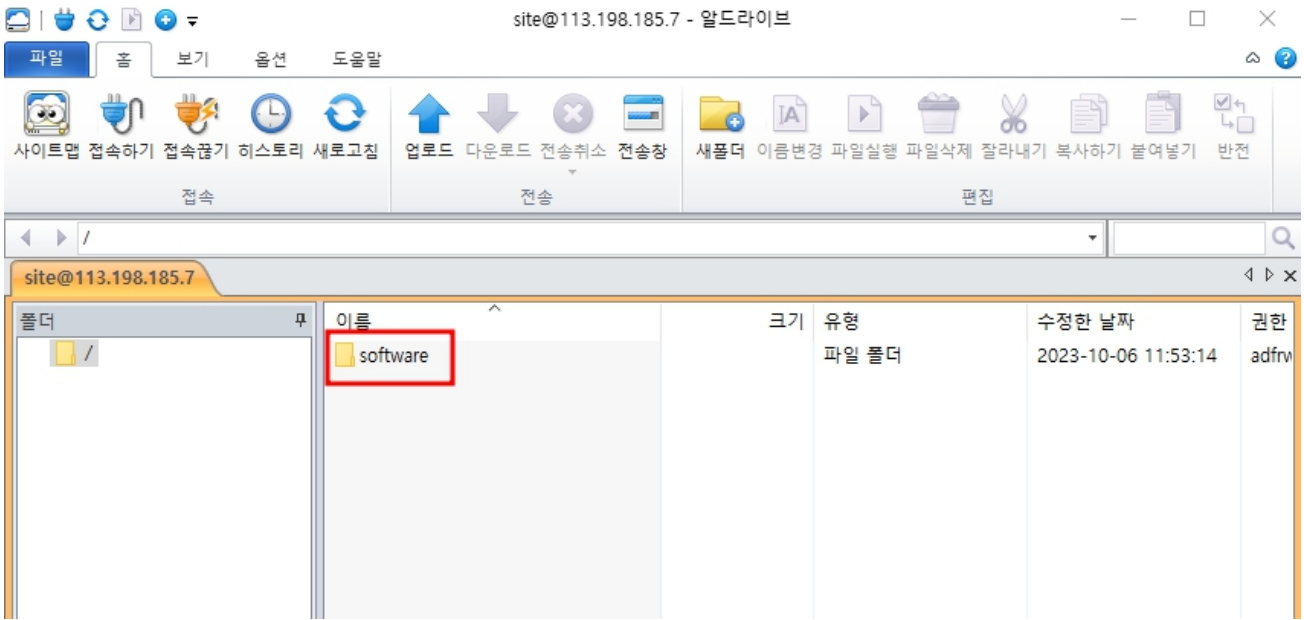 site@113.198.185.7 - 알드라이브
파일 홈 보기 옵션 도움말
사이트맵 접속하기 접속끊기 히스토리 새로고침 업로드 다운로드 전송취소 전송창 새폴더 이름변경 파일실행 파일삭제 잘라내기 복사하기 붙여넣기 반전
접속 전송 편집
/
site@113.198.185.7
폴더 이름 크기 유형 수정한 날짜 권한
/ software 파일 폴더 2023-10-06 11:53:14 adfrw